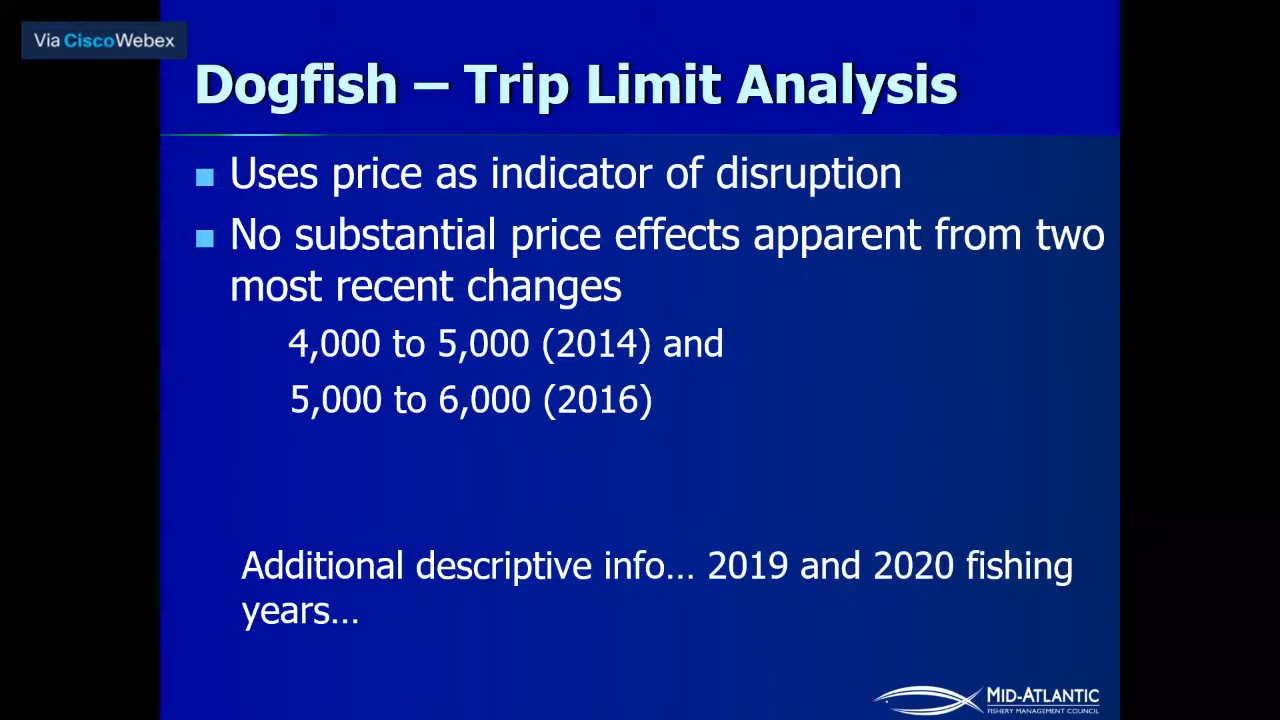 Via CiscoWebex
Dogfish – Trip Limit Analysis
Uses price as indicator of disruption
No substantial price effects apparent from two
most recent changes
4,000 to 5,000 (2014) and
5,000 to 6,000 (2016)
Additional descriptive info... 2019 and 2020 fishing
years...
MID-ATLANTIC
FISHERY MANAGEMENT COUNCIL